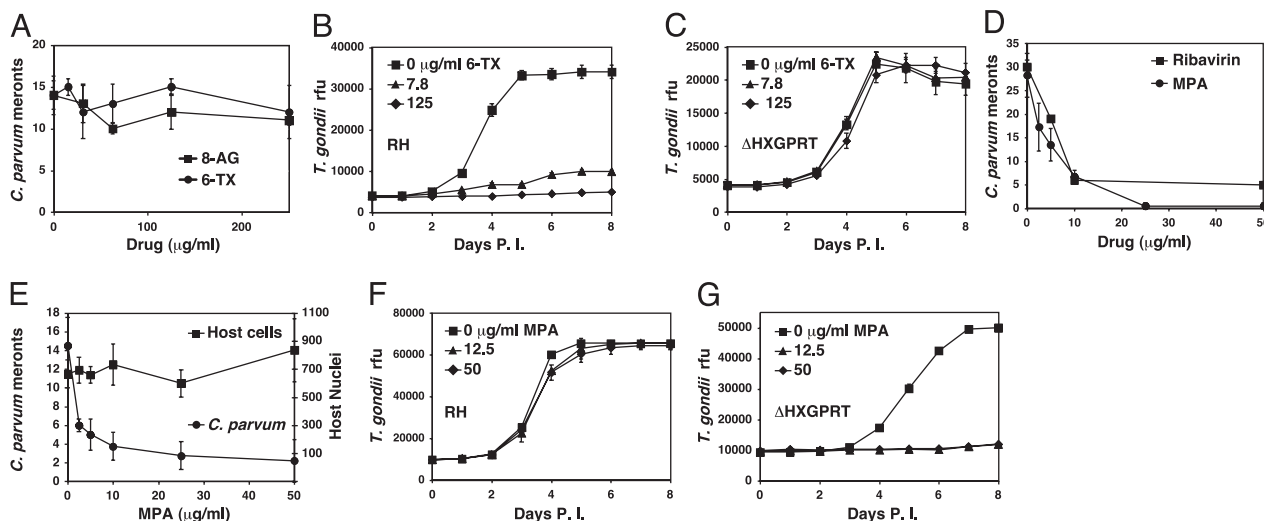 A
20
15
10
5
0
C. parvum meronts
8-AG
6-TX
0 100 200
Drug (μg/ml)
B
40000
30000
20000
10000
0
T. gondii rfu
0 μg/ml 6-TX
7.8
125
RH
0 2 4 6 8
Days P. I.
C
25000
20000
15000
10000
5000
0
T. gondii rfu
0 μg/ml 6-TX
7.8
125
ΔHXGPRT
0 2 4 6 8
Days P. I.
D
35
30
25
20
15
10
5
0
C. parvum meronts
Ribavirin
MPA
0 10 20 30 40 50
Drug (μg/ml)
E
18
16
14
12
10
8
6
4
2
0
C. parvum meronts
Host cells
C. parvum
1100
900
700
500
300
100
Host Nuclei
0 10 20 30 40 50
MPA (μg/ml)
F
80000
60000
40000
20000
0
T. gondii rfu
0 μg/ml MPA
12.5
50
RH
0 2 4 6 8
Days P. I.
G
50000
40000
30000
20000
10000
0
T. gondii rfu
0 μg/ml MPA
12.5
50
ΔHXGPRT
0 2 4 6 8
Days P. I.